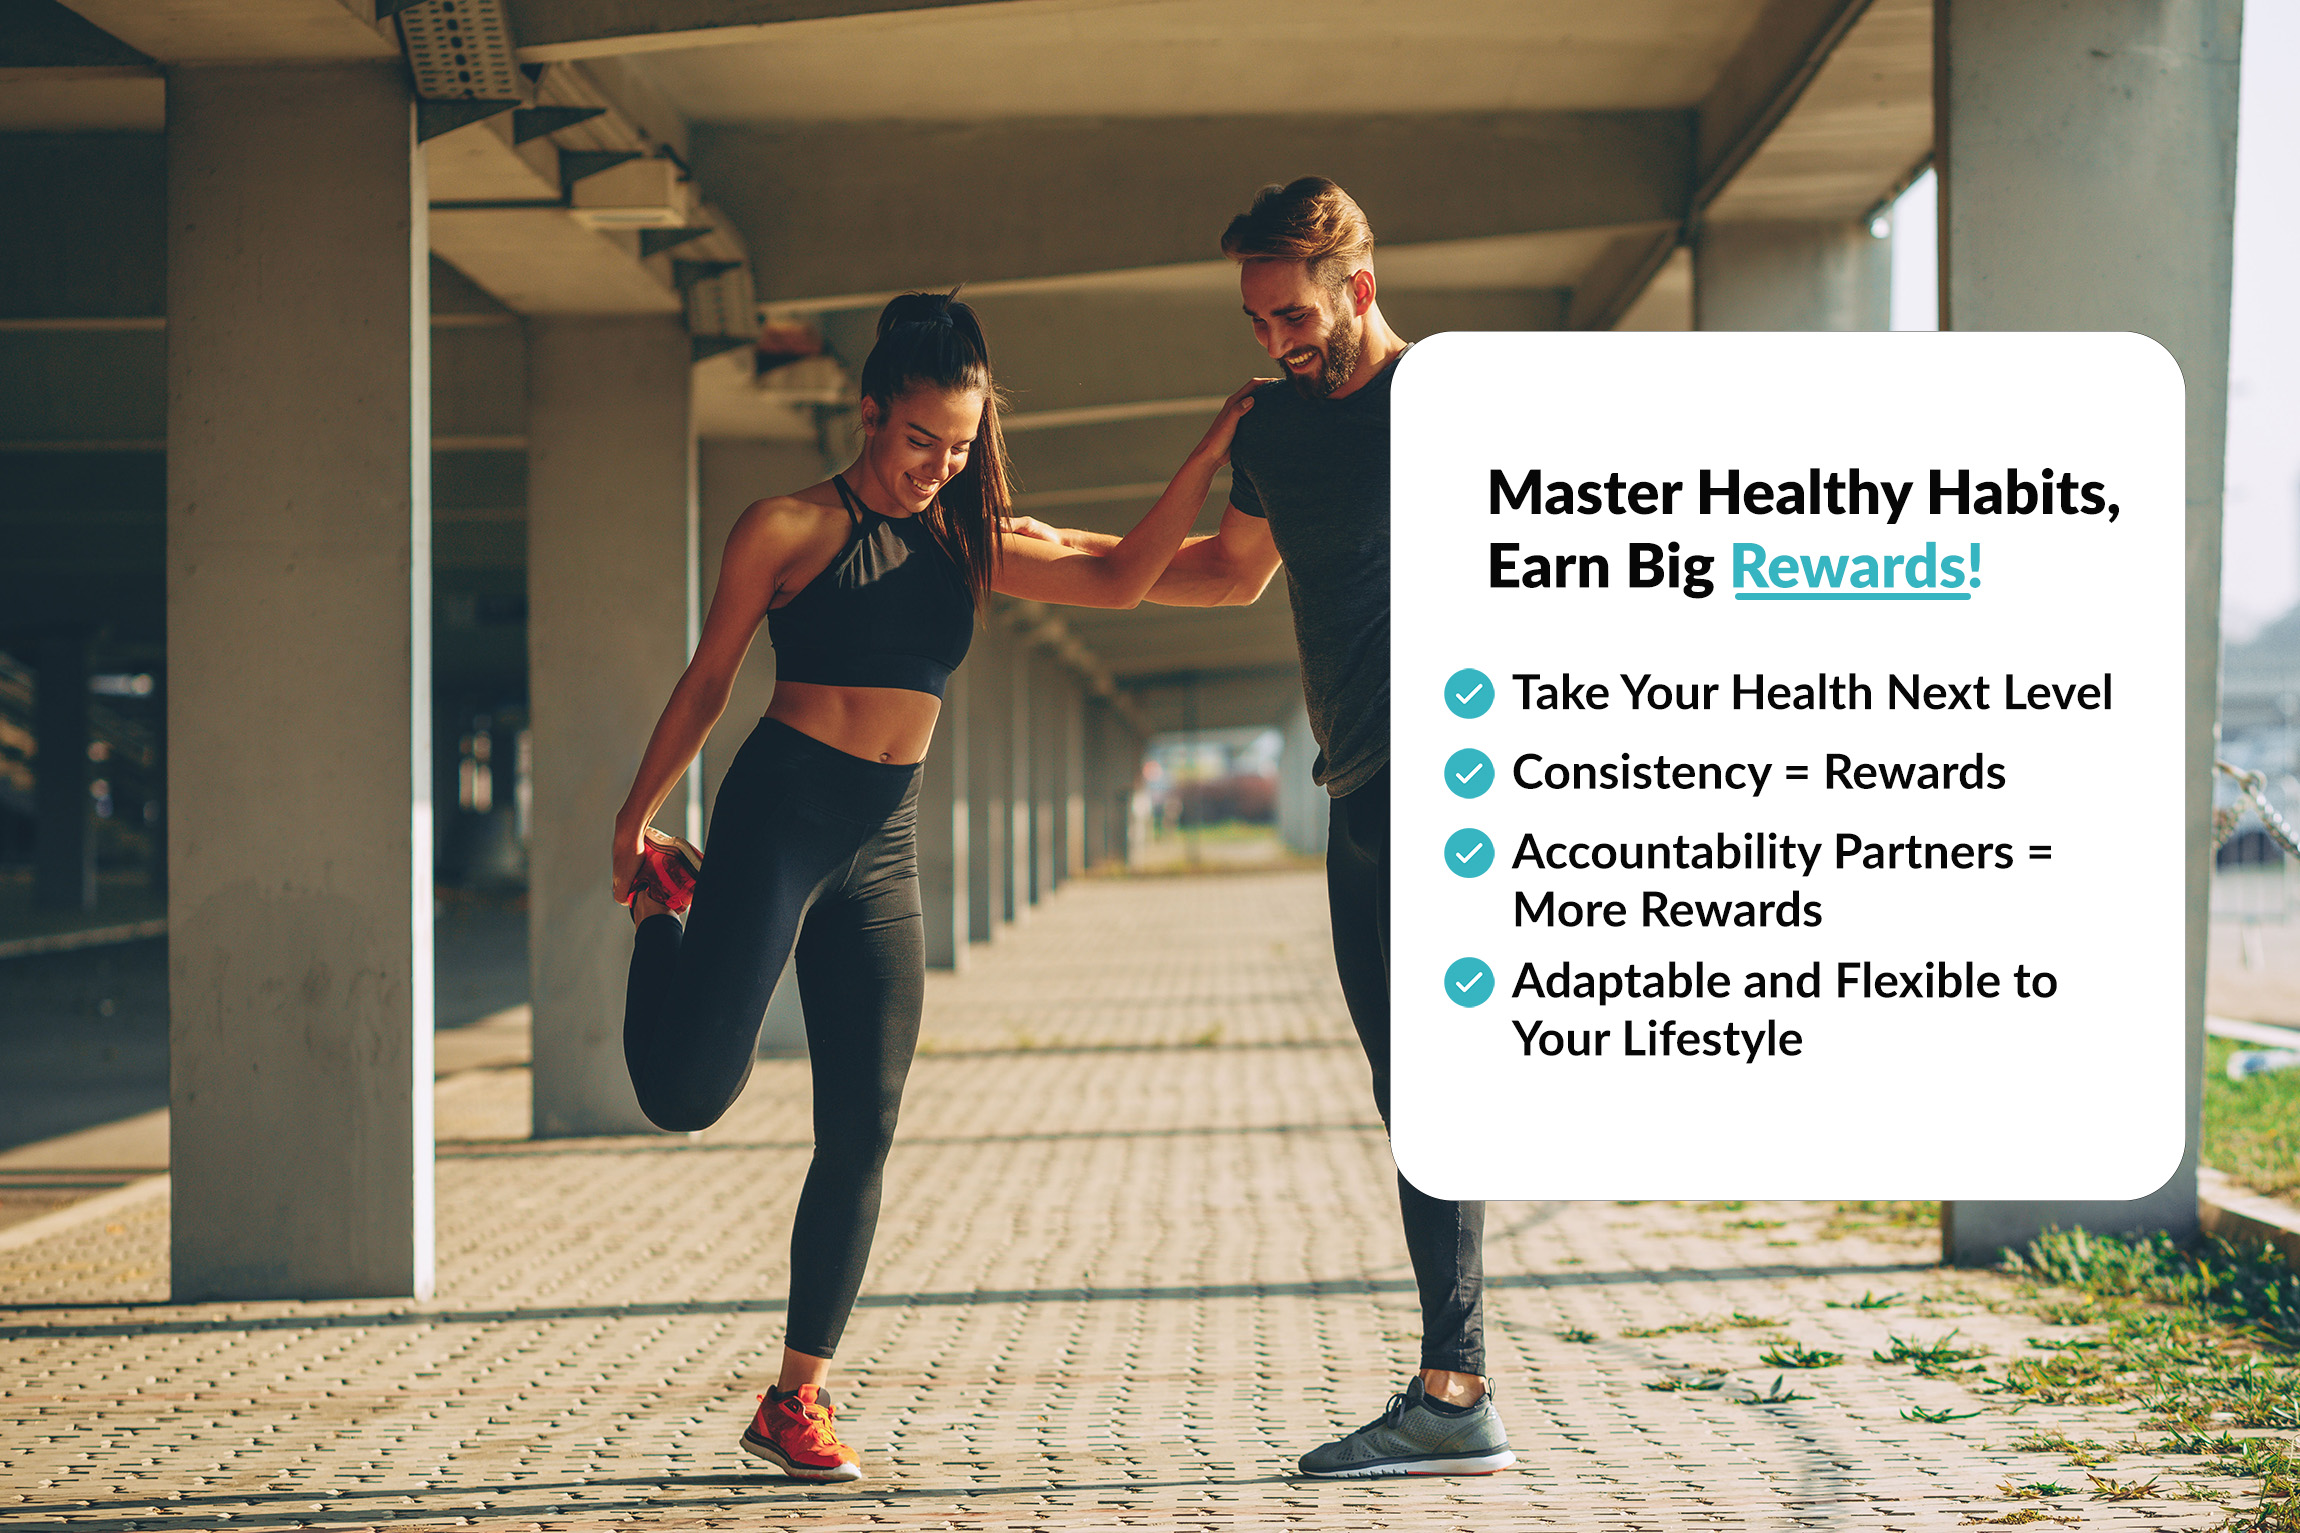 Master Healthy Habits,
Earn Big Rewards!
Take Your Health Next Level
Consistency = Rewards
Accountability Partners =
More Rewards
Adaptable and Flexible to
Your Lifestyle